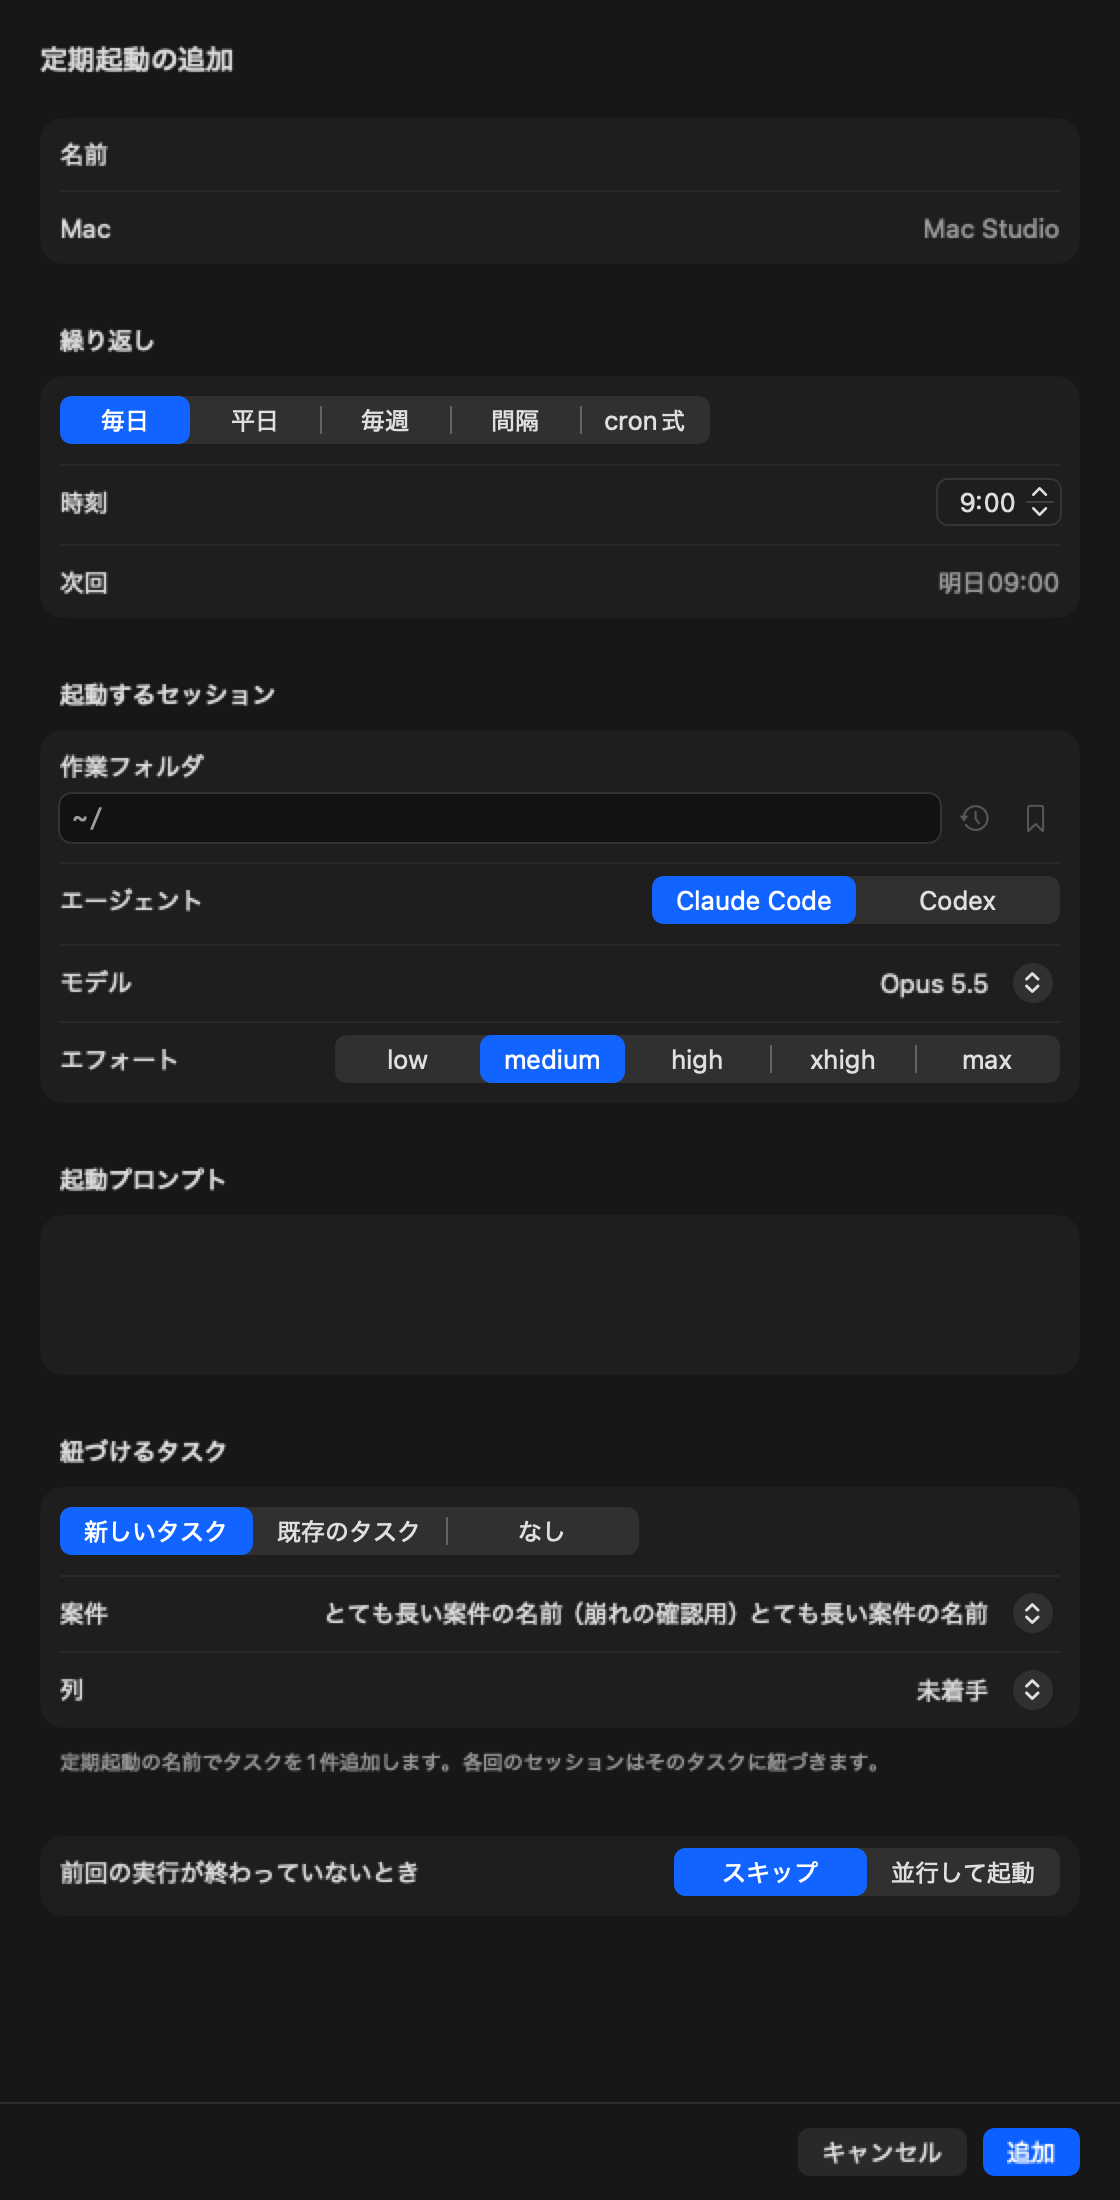 定期起動の追加
名前
Mac Mac Studio
繰り返し
毎日 平日 毎週 間隔 cron 式
時刻 9:00
次回 明日09:00
起動するセッション
作業フォルダ
~/
エージェント Claude Code Codex
モデル Opus 5.5
エフォート low medium high xhigh max
起動プロンプト
紐づけるタスク
新しいタスク 既存のタスク なし
案件 とても長い案件の名前（崩れの確認用）とても長い案件の名前
列 未着手
定期起動の名前でタスクを1件追加します。各回のセッションはそのタスクに紐づきます。
前回の実行が終わっていないとき スキップ 並行して起動
キャンセル 追加